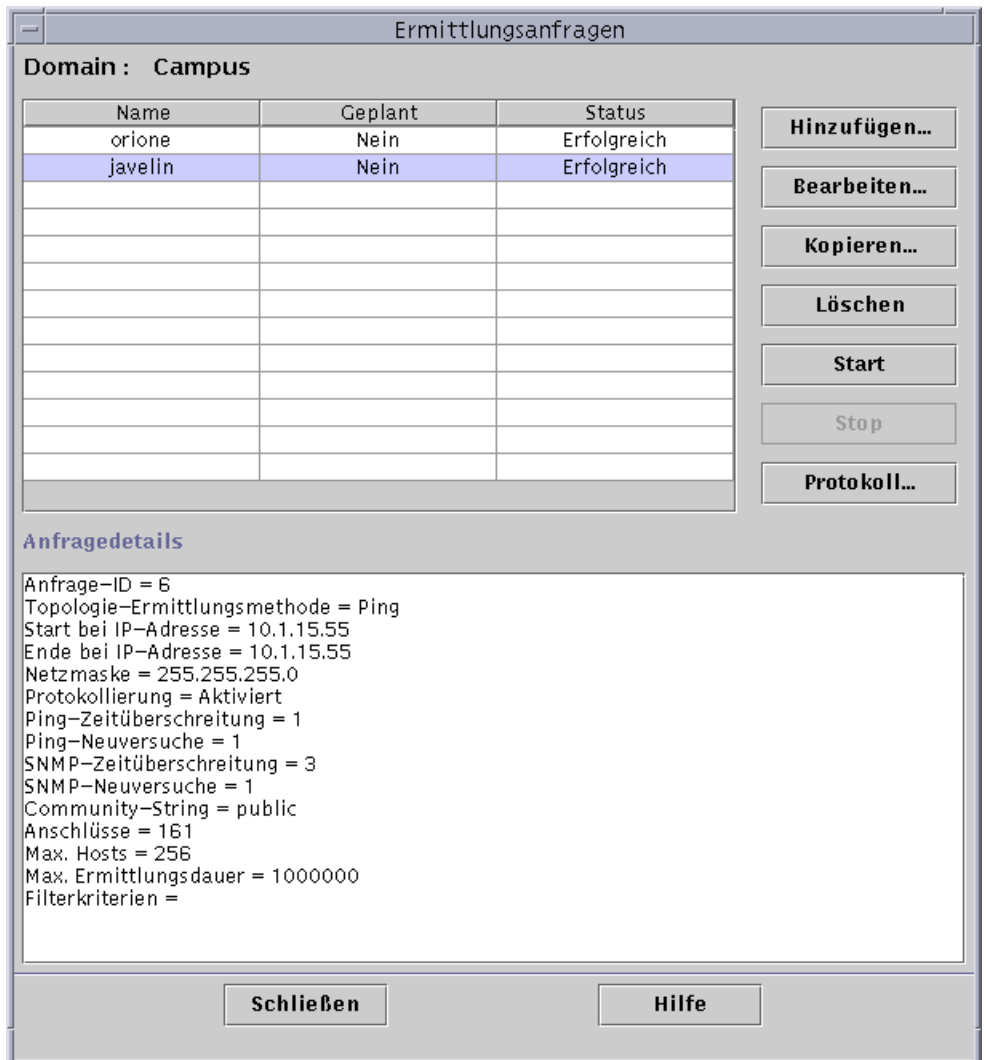 Ermittlungsanfragen
Domain : Campus
Name Geplant Status
orione Nein Erfolgreich
javelin Nein Erfolgreich
Hinzufügen...
Bearbeiten...
Kopieren...
Löschen
Start
Stop
Protokoll...
Anfragedetails
Anfrage-ID = 6
Topologie-Ermittlungsmethode = Ping
Start bei IP-Adresse = 10.1.15.55
Ende bei IP-Adresse = 10.1.15.55
Netzmaske = 255.255.255.0
Protokollierung = Aktiviert
Ping-Zeitüberschreitung = 1
Ping-Neuversuche = 1
SNMP-Zeitüberschreitung = 3
SNMP-Neuversuche = 1
Community-String = public
Anschlüsse = 161
Max. Hosts = 256
Max. Ermittlungsdauer = 1000000
Filterkriterien =
Schließen Hilfe